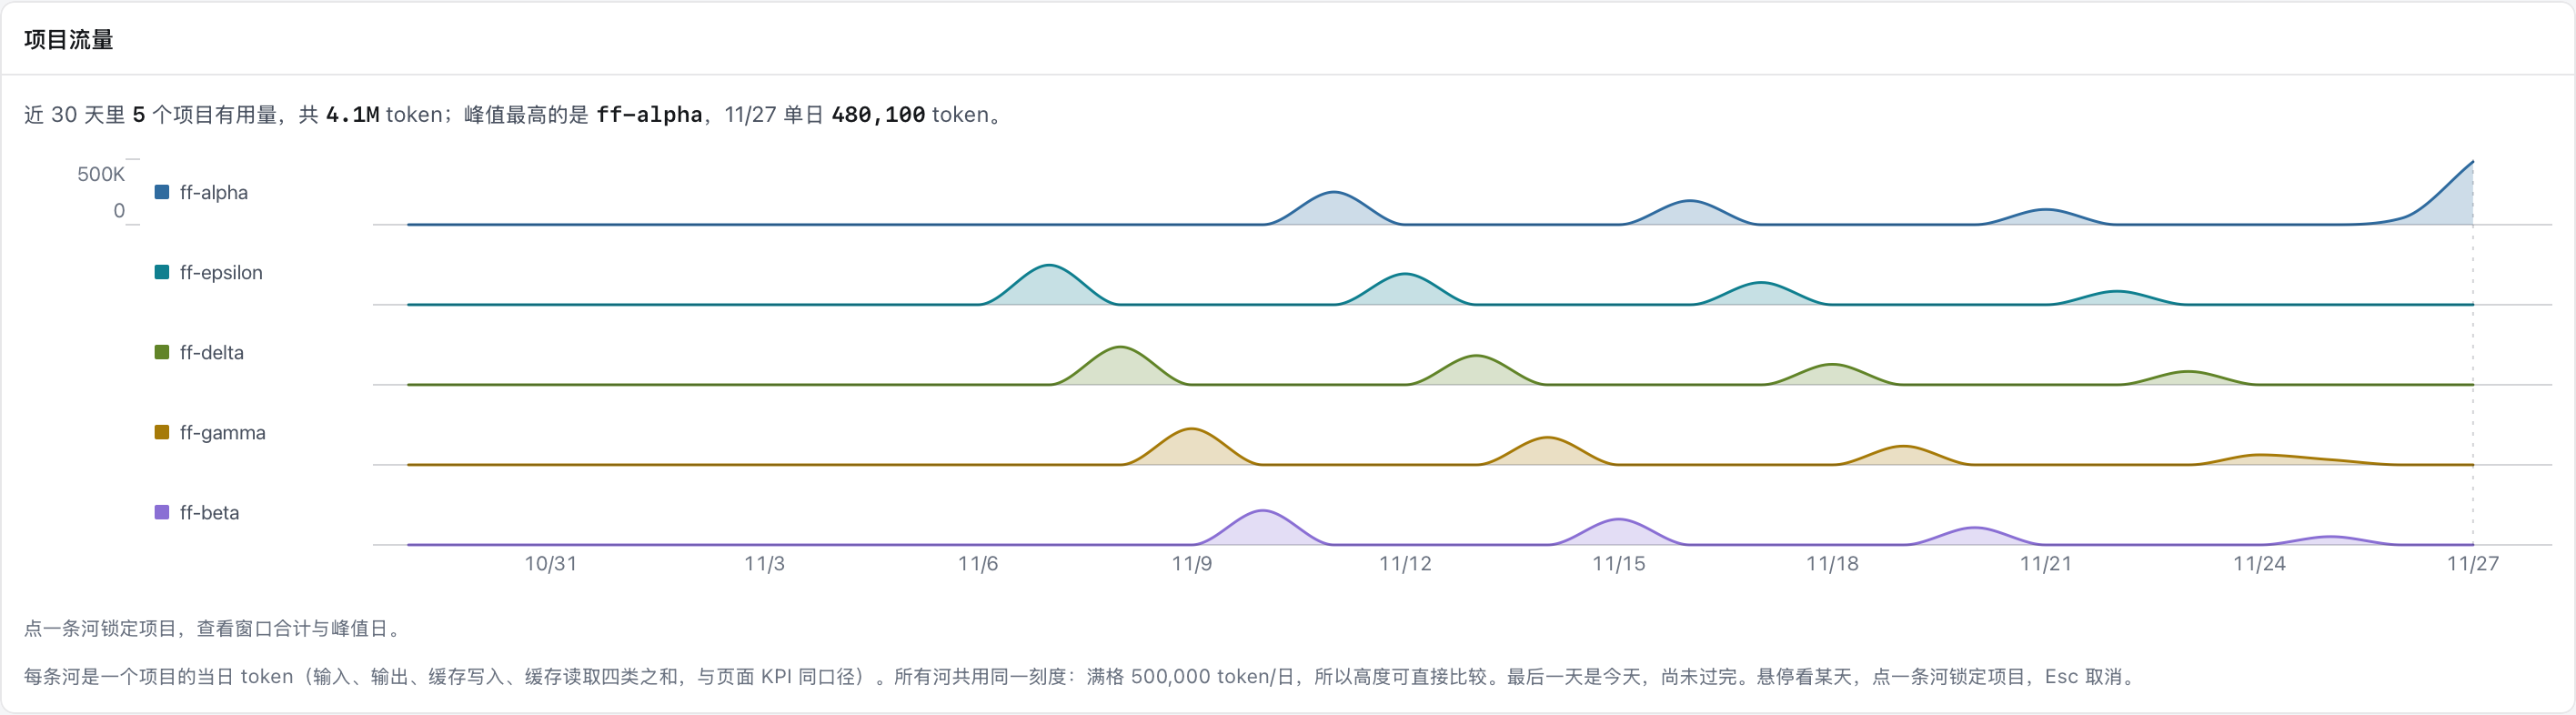 项目流量
近 30 天里 5 个项目有用量，共 4.1M token；峰值最高的是 ff-alpha，11/27 单日 480,100 token。
500K
0
ff-alpha
ff-epsilon
ff-delta
ff-gamma
ff-beta
10/31 11/3 11/6 11/9 11/12 11/15 11/18 11/21 11/24 11/27
点一条河锁定项目，查看窗口合计与峰值日。
每条河是一个项目的当日 token（输入、输出、缓存写入、缓存读取四类之和，与页面 KPI 同口径）。所有河共用同一刻度：满格 500,000 token/日，所以高度可直接比较。最后一天是今天，尚未过完。悬停看某天，点一条河锁定项目，Esc 取消。